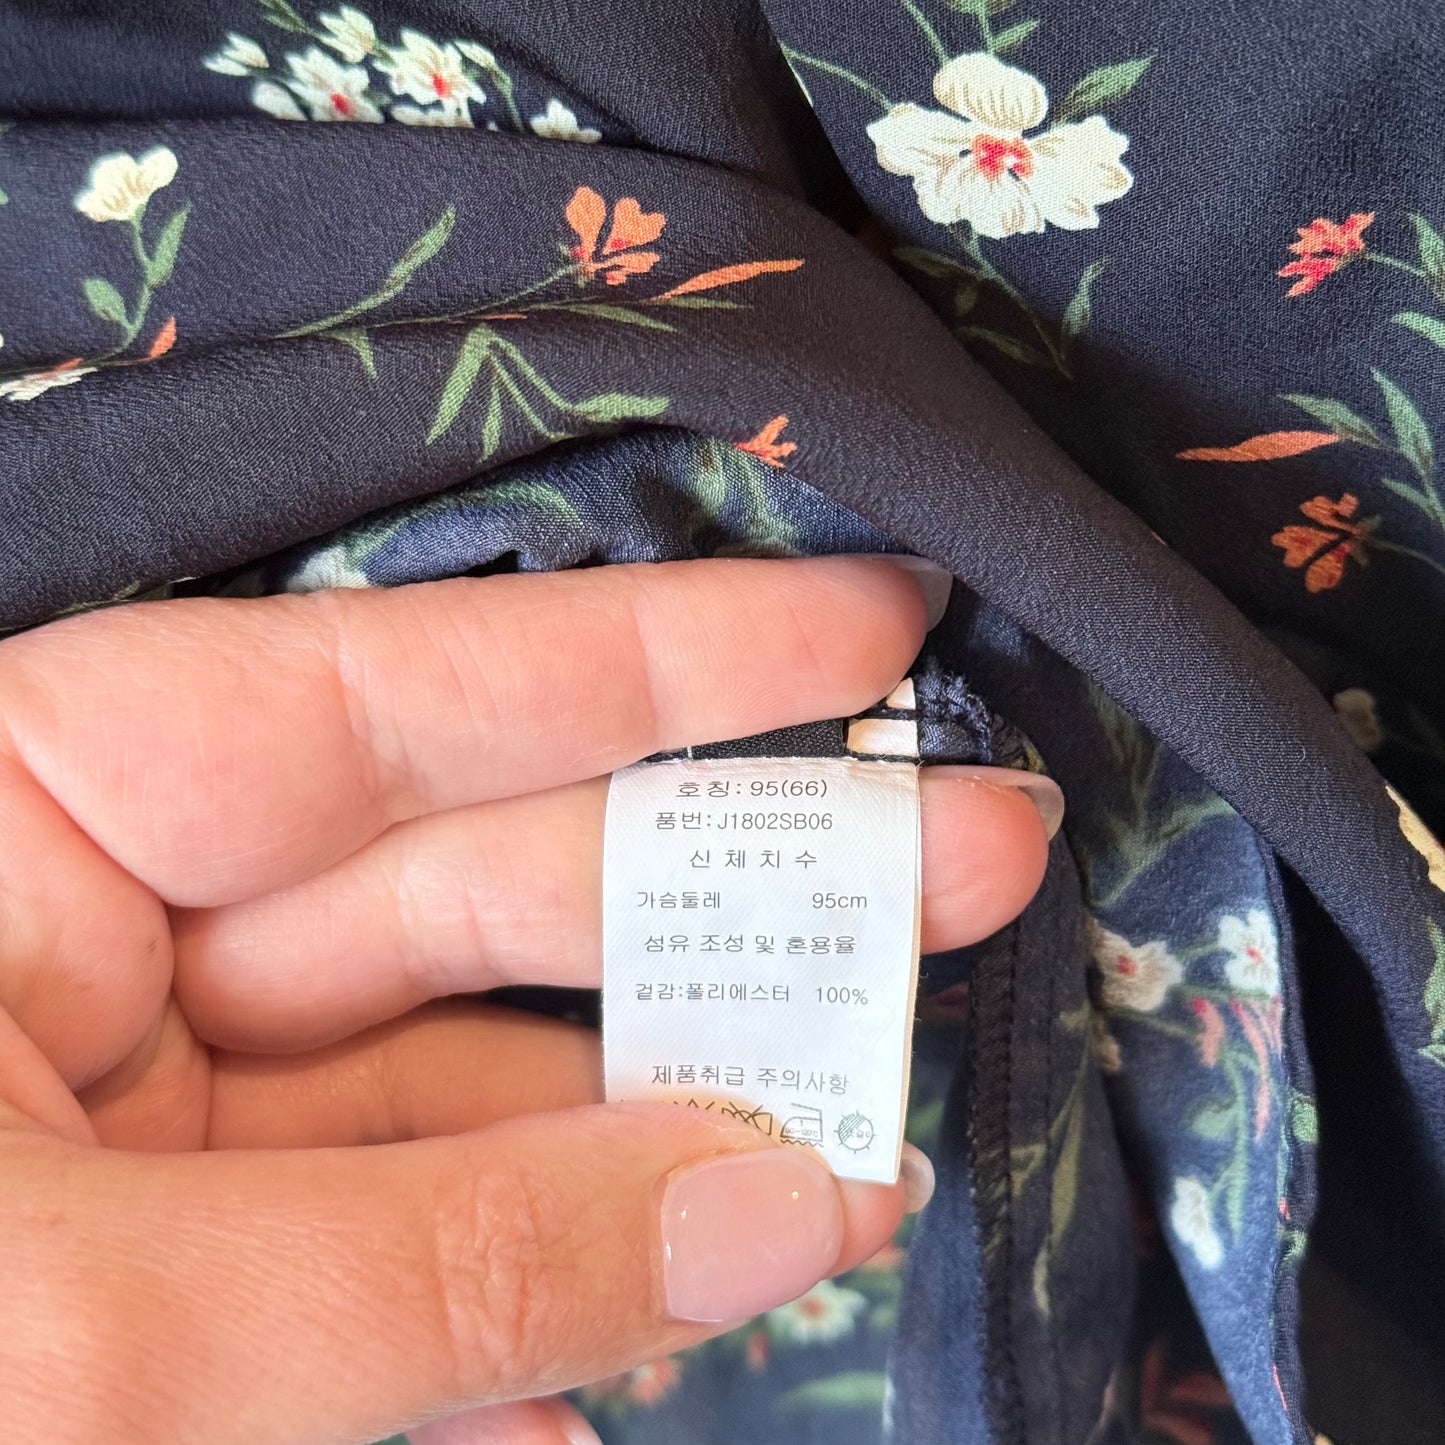 호칭: 95(66)
품번: J1802SB06
신 체 치 수
가슴둘레 95cm
섬유 조성 및 혼용율
겉감:폴리에스터 100%
제품취급 주의사항